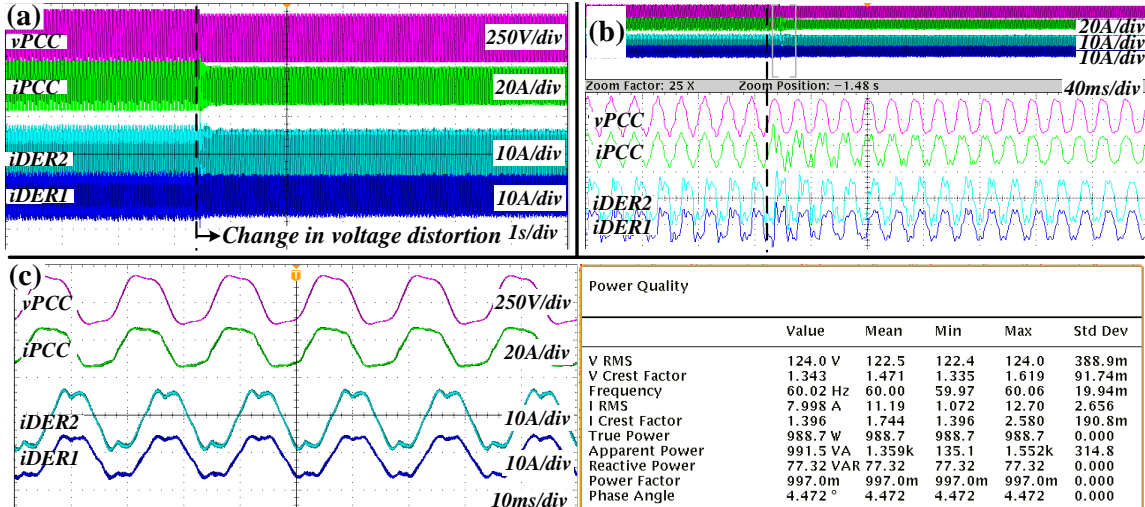 (a)
vPCC
250V/div
iPCC
20A/div
iDER2
10A/div
iDER1
10A/div
Change in voltage distortion
1s/div
(b)
20A/div
10A/div
10A/div
Zoom Factor: 25 X Zoom Position: −1.48 s
40ms/div
vPCC
iPCC
iDER2
iDER1
(c)
T
vPCC
250V/div
iPCC
20A/div
iDER2
10A/div
iDER1
10A/div
10ms/div
Power Quality
Value Mean Min Max Std Dev
V RMS 124.0 V 122.5 122.4 124.0 388.9m
V Crest Factor 1.343 1.471 1.335 1.619 91.74m
Frequency 60.02 Hz 60.00 59.97 60.06 19.94m
I RMS 7.998 A 11.19 1.072 12.70 2.656
I Crest Factor 1.396 1.744 1.396 2.580 190.8m
True Power 988.7 W 988.7 988.7 988.7 0.000
Apparent Power 991.5 VA 1.359k 135.1 1.552k 314.8
Reactive Power 77.32 VAR 77.32 77.32 77.32 0.000
Power Factor 997.0m 997.0m 997.0m 997.0m 0.000
Phase Angle 4.472 ° 4.472 4.472 4.472 0.000